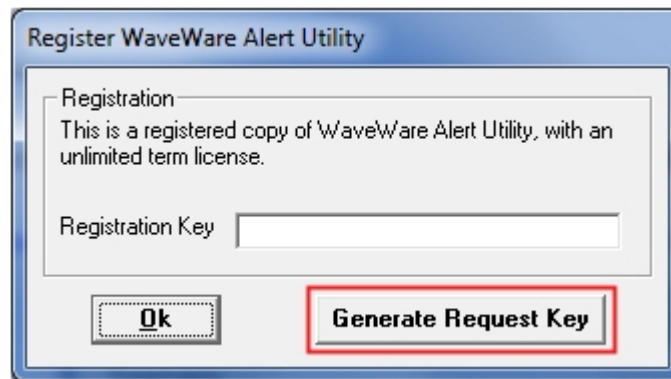 Register WaveWare Alert Utility
Registration
This is a registered copy of WaveWare Alert Utility, with an
unlimited term license.
Registration Key
Ok
Generate Request Key